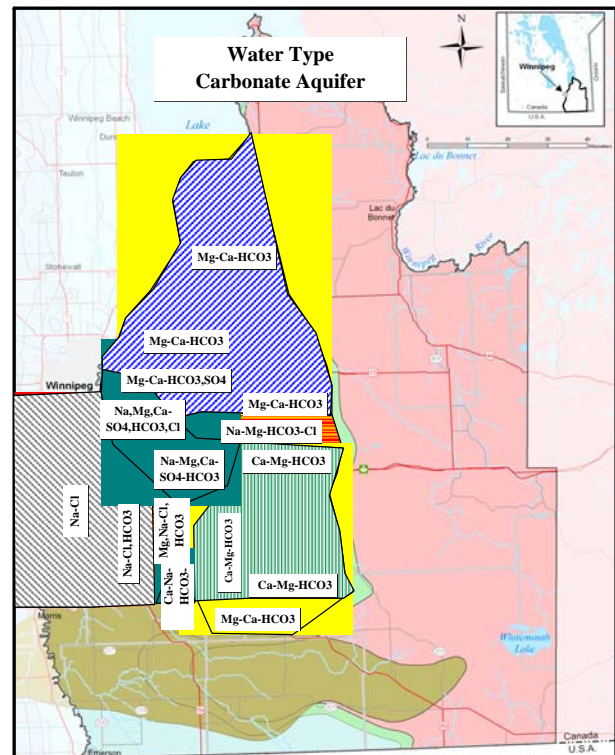 Water Type
Carbonate Aquifer
Winnipeg
Saskatchewan
Ontario
Canada
U.S.A.
Winnipeg Beach
Lake
Teulon
Stonewall
Lac du Bonnet
Lac du
Bonnet
Winnipeg
River
Mg-Ca-HCO3
Mg-Ca-HCO3
Winnipeg
Mg-Ca-HCO3,SO4
Mg-Ca-HCO3
Na,Mg,Ca-
SO4,HCO3,Cl
Na-Mg-HCO3-Cl
Na-Mg,Ca-
SO4-HCO3
Ca-Mg-HCO3
Na-Cl
Na-Cl,HCO3
Mg,Na-Cl,
HCO3
Ca-Na-
HCO3-
Ca-Mg-HCO3
Ca-Mg-HCO3
Mg-Ca-HCO3
Morris
Whitemouth
Lake
Emerson
Canada
U.S.A.